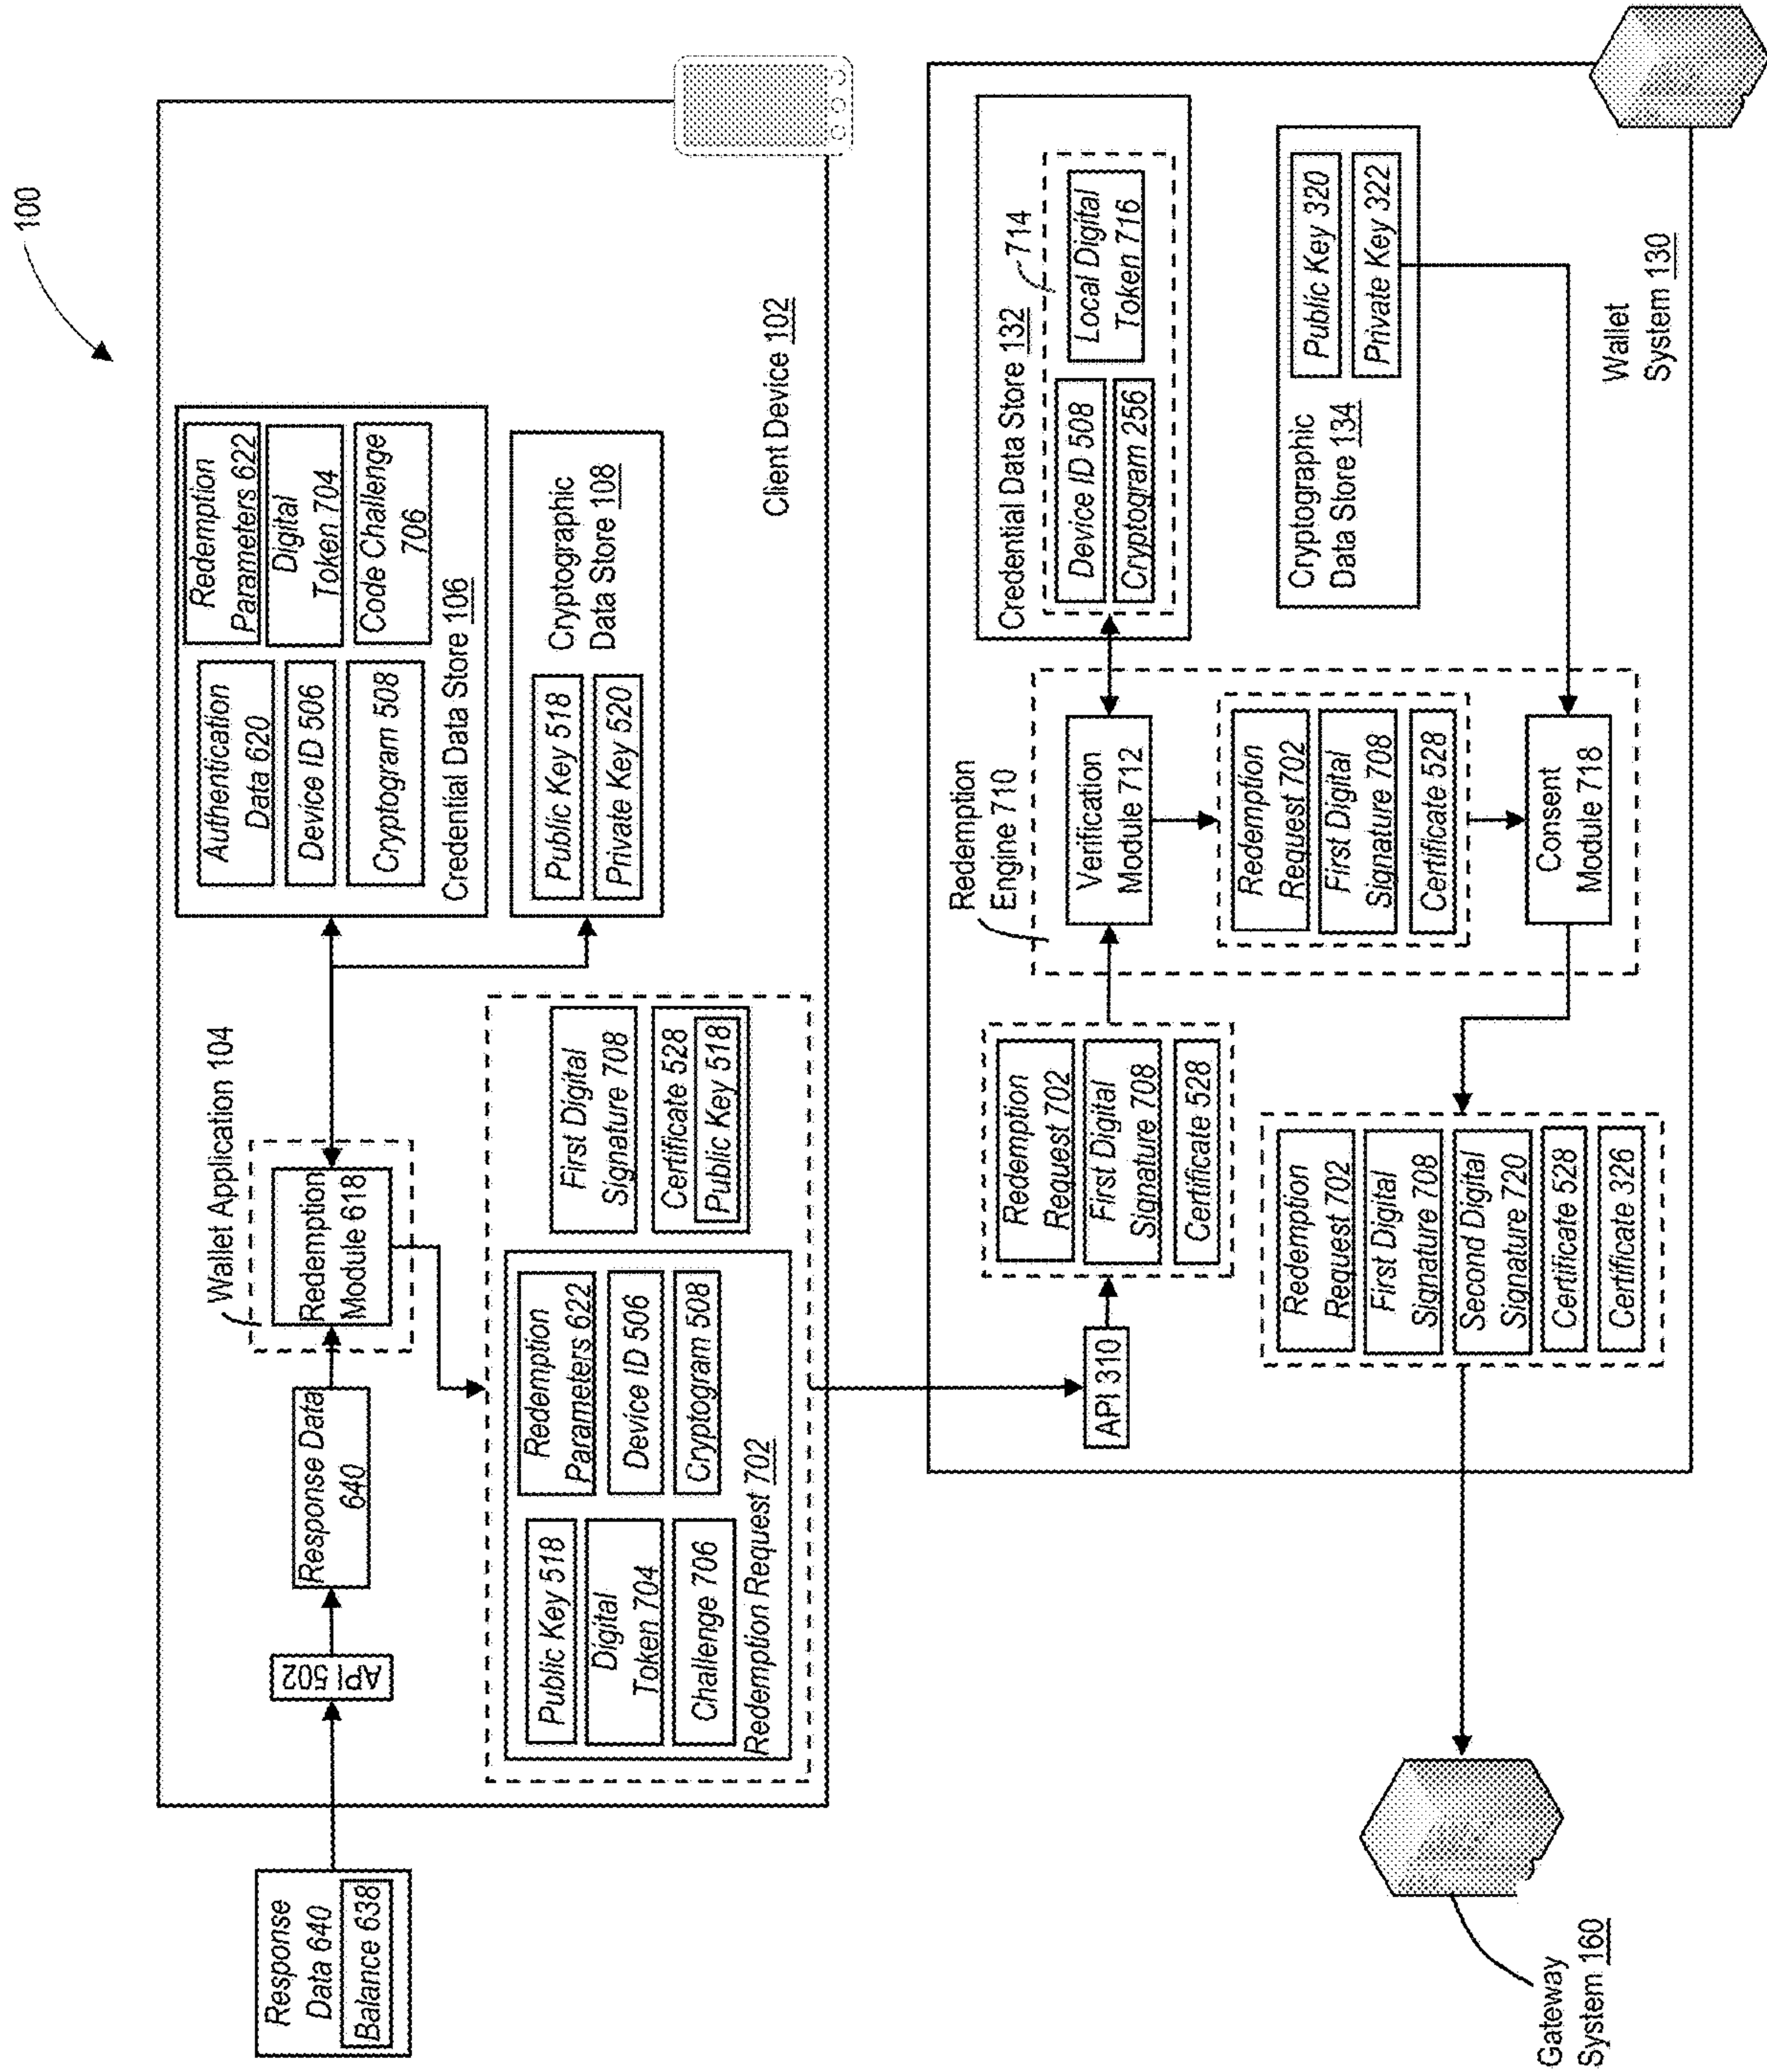 100
Response
Data 640
Balance 638
API 502
Response Data
640
Wallet Application 104
Redemption
Module 618
Authentication
Data 620
Device ID 506
Cryptogram 508
Redemption
Parameters 622
Digital
Token 704
Code Challenge
706
Credential Data Store 106
Public Key 518
Private Key 520
Cryptographic
Data Store 108
Client Device 102
Public Key 518
Digital
Token 704
Challenge 706
Redemption
Parameters 622
Device ID 506
Cryptogram 508
Redemption Request 702
First Digital
Signature 708
Certificate 528
Public Key 518
API 310
Redemption
Request 702
First Digital
Signature 708
Certificate 528
Redemption
Engine 710
Verification
Module 712
Redemption
Request 702
First Digital
Signature 708
Certificate 528
Consent
Module 718
Credential Data Store 132
714
Device ID 508
Cryptogram 256
Local Digital
Token 716
Cryptographic
Data Store 134
Public Key 320
Private Key 322
Wallet
System 130
Redemption
Request 702
First Digital
Signature 708
Second Digital
Signature 720
Certificate 528
Certificate 326
Gateway
System 160